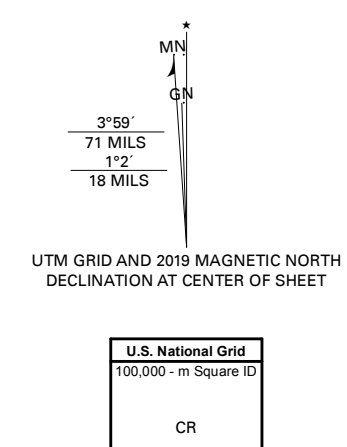 MN
GN
3°59´
71 MILS
1°2´
18 MILS
UTM GRID AND 2019 MAGNETIC NORTH
DECLINATION AT CENTER OF SHEET
U.S. National Grid
100,000 - m Square ID
CR